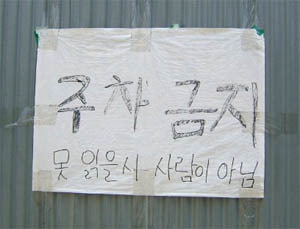 주차 금지
못 읽을 시 - 사람이 아님